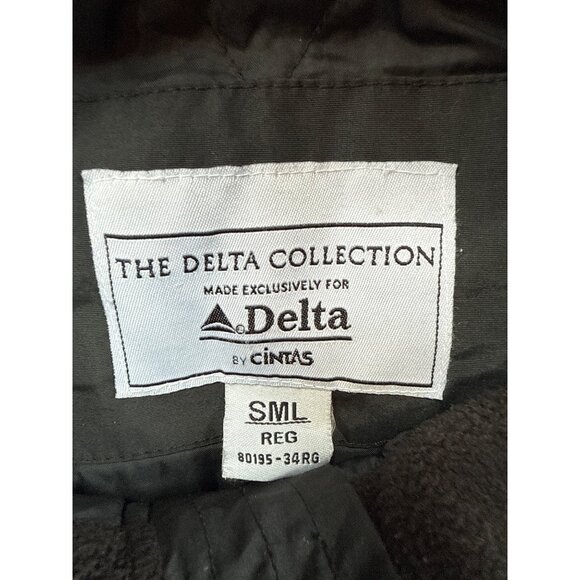 THE DELTA COLLECTION
MADE EXCLUSIVELY FOR
Delta
BY CiNTAS
SML
REG
80195-34RG